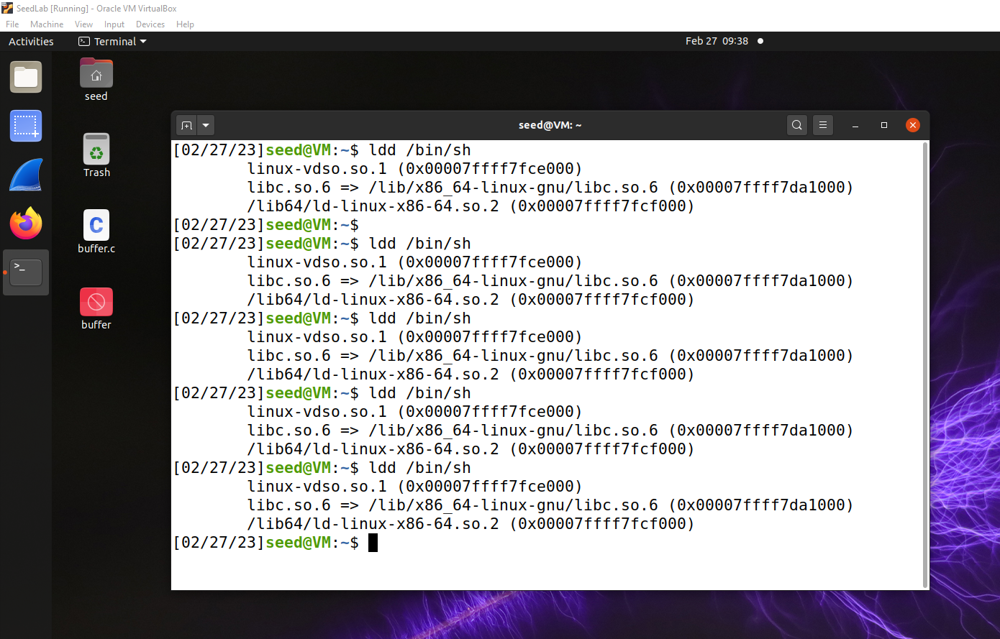 SeedLab [Running] - Oracle VM VirtualBox
File Machine View Input Devices Help
Activities Terminal Feb 27 09:38
seed
Trash
buffer.c
buffer
seed@VM: ~
[02/27/23]seed@VM:~$ ldd /bin/sh
linux-vdso.so.1 (0x00007ffff7fce000)
libc.so.6 => /lib/x86_64-linux-gnu/libc.so.6 (0x00007ffff7da1000)
/lib64/ld-linux-x86-64.so.2 (0x00007ffff7fcf000)
[02/27/23]seed@VM:~$
[02/27/23]seed@VM:~$ ldd /bin/sh
linux-vdso.so.1 (0x00007ffff7fce000)
libc.so.6 => /lib/x86_64-linux-gnu/libc.so.6 (0x00007ffff7da1000)
/lib64/ld-linux-x86-64.so.2 (0x00007ffff7fcf000)
[02/27/23]seed@VM:~$ ldd /bin/sh
linux-vdso.so.1 (0x00007ffff7fce000)
libc.so.6 => /lib/x86_64-linux-gnu/libc.so.6 (0x00007ffff7da1000)
/lib64/ld-linux-x86-64.so.2 (0x00007ffff7fcf000)
[02/27/23]seed@VM:~$ ldd /bin/sh
linux-vdso.so.1 (0x00007ffff7fce000)
libc.so.6 => /lib/x86_64-linux-gnu/libc.so.6 (0x00007ffff7da1000)
/lib64/ld-linux-x86-64.so.2 (0x00007ffff7fcf000)
[02/27/23]seed@VM:~$ ldd /bin/sh
linux-vdso.so.1 (0x00007ffff7fce000)
libc.so.6 => /lib/x86_64-linux-gnu/libc.so.6 (0x00007ffff7da1000)
/lib64/ld-linux-x86-64.so.2 (0x00007ffff7fcf000)
[02/27/23]seed@VM:~$